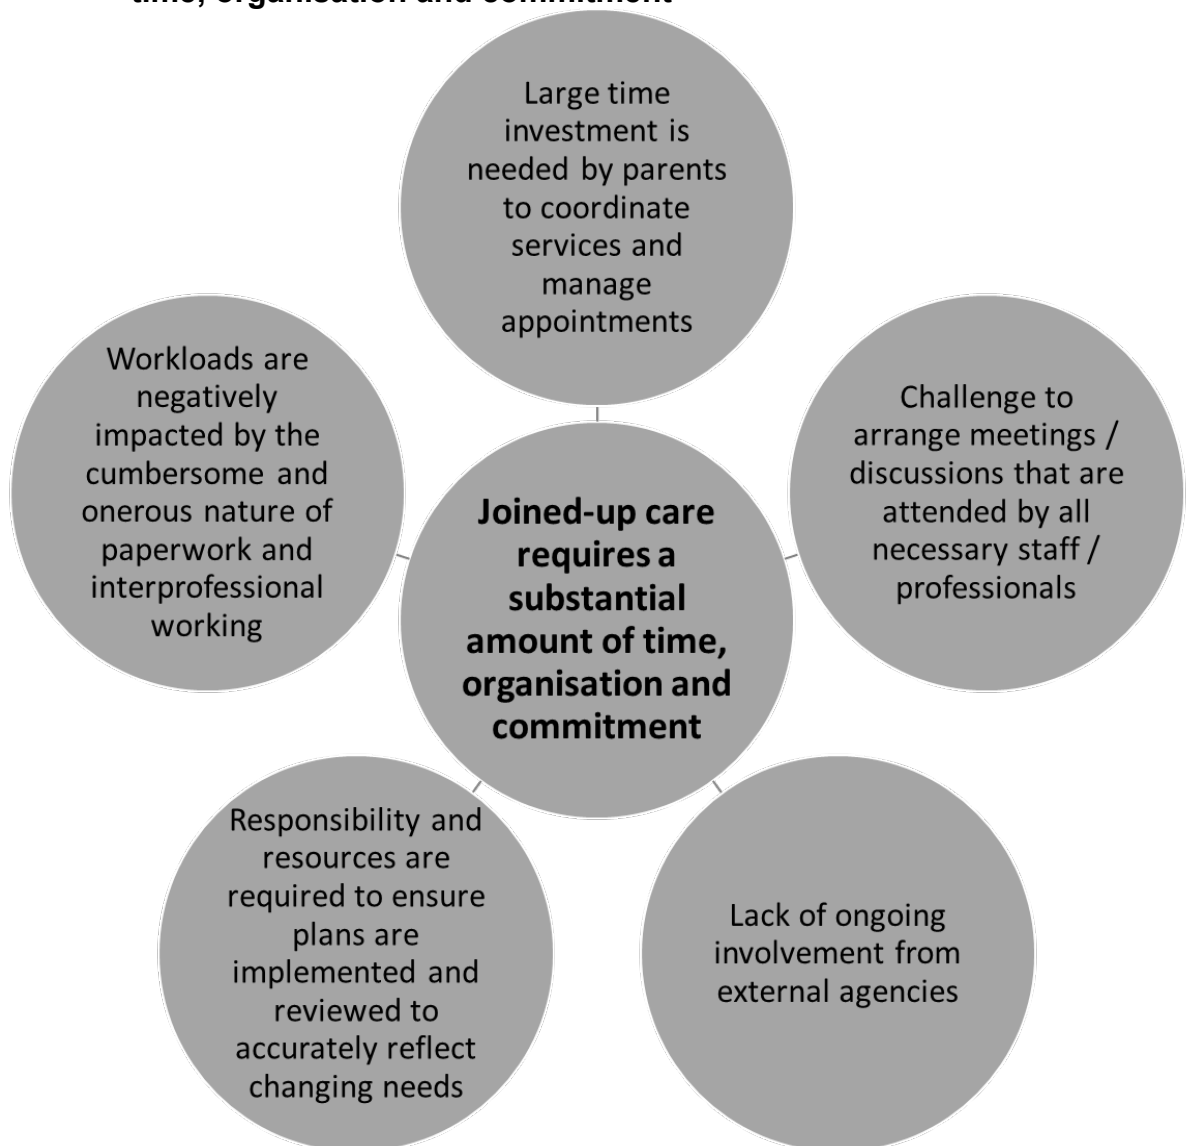 time, organisation and commitment
Large time
investment is
needed by parents
to coordinate
services and
manage
appointments
Workloads are
negatively
impacted by the
cumbersome and
onerous nature of
paperwork and
interprofessional
working
Challenge to
arrange meetings /
discussions that are
attended by all
necessary staff /
professionals
Joined-up care
requires a
substantial
amount of time,
organisation and
commitment
Responsibility and
resources are
required to ensure
plans are
implemented and
reviewed to
accurately reflect
changing needs
Lack of ongoing
involvement from
external agencies